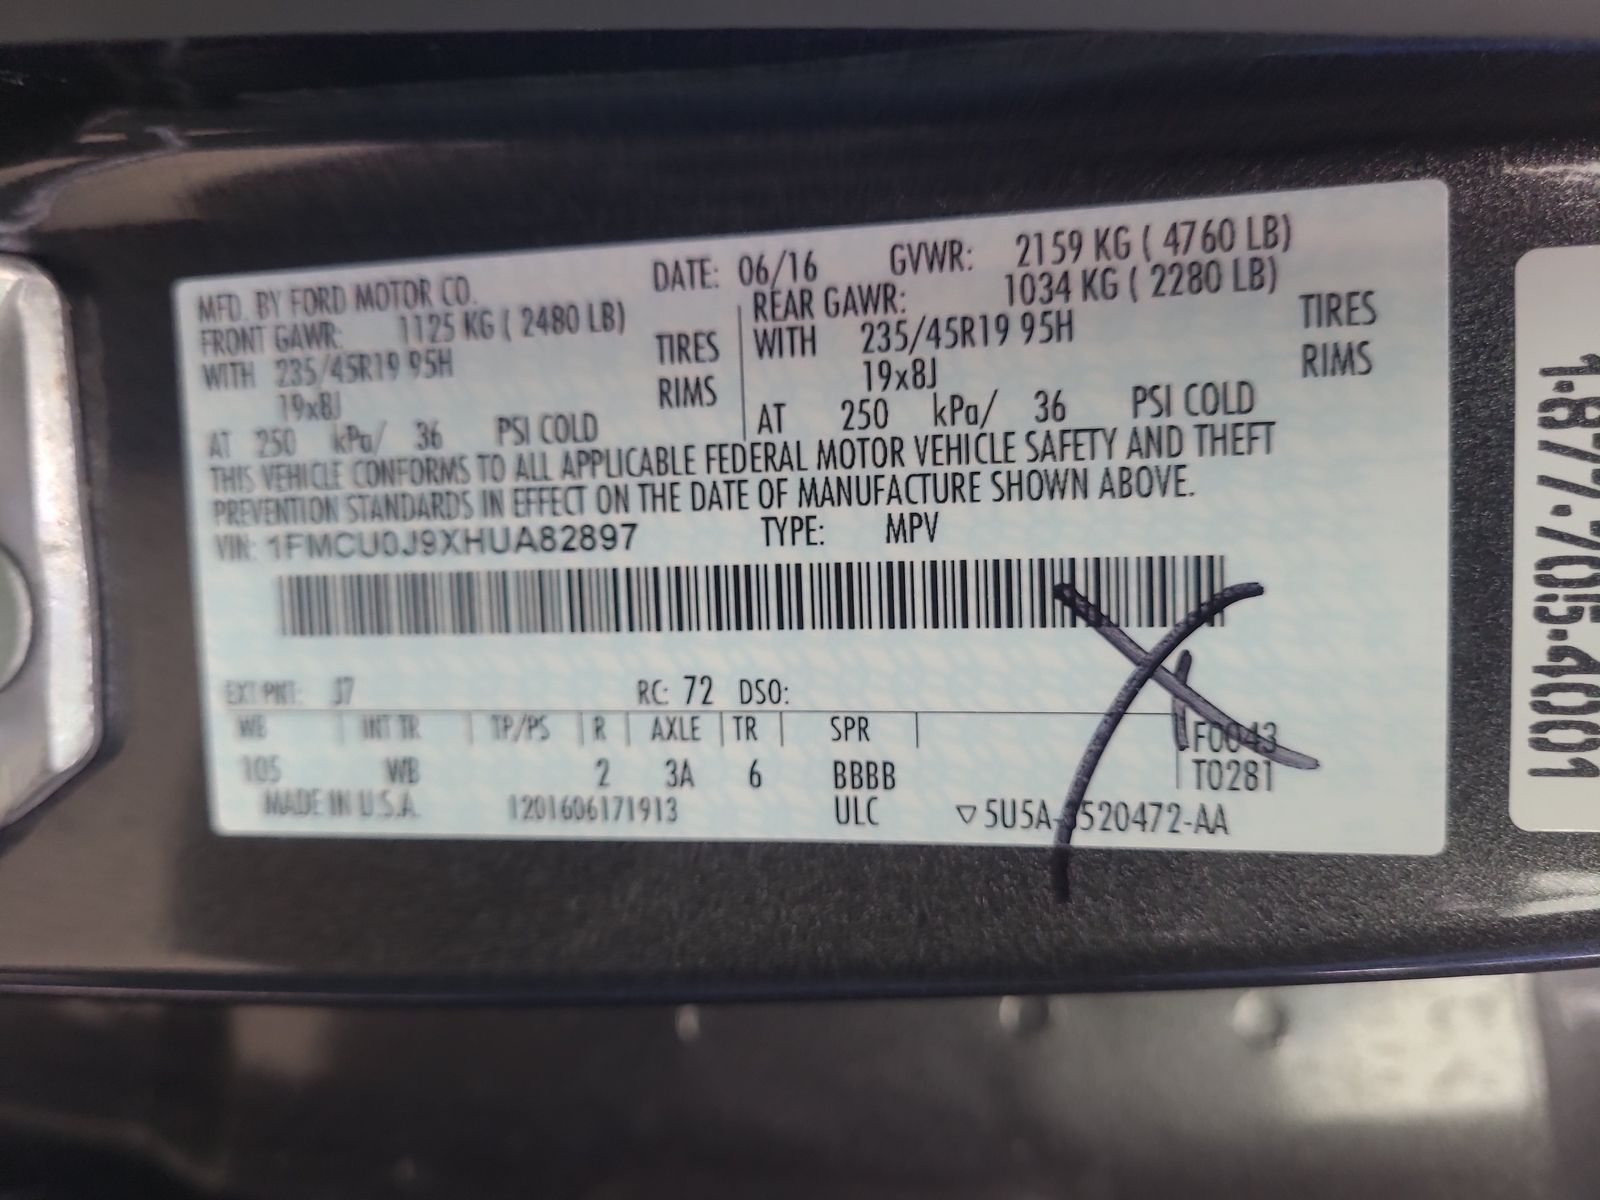 MFD. BY FORD MOTOR CO. DATE: 06/16 GVWR: 2159 KG ( 4760 LB)
FRONT GAWR: 1125 KG ( 2480 LB) REAR GAWR: 1034 KG ( 2280 LB)
WITH 235/45R19 95H TIRES WITH 235/45R19 95H TIRES
19x8J RIMS 19x8J RIMS
AT 250 kPa/ 36 PSI COLD AT 250 kPa/ 36 PSI COLD
THIS VEHICLE CONFORMS TO ALL APPLICABLE FEDERAL MOTOR VEHICLE SAFETY AND THEFT
PREVENTION STANDARDS IN EFFECT ON THE DATE OF MANUFACTURE SHOWN ABOVE.
VIN: 1FMCU0J9XHUA82897 TYPE: MPV
EXT PNT: J7 RC: 72 DSO:
WB INT TR TP/PS R AXLE TR SPR F0043
105 WB 2 3A 6 BBBB T0281
MADE IN U.S.A. 1201606171913 ULC ▽5U5A-3520472-AA
1·877·705·4001